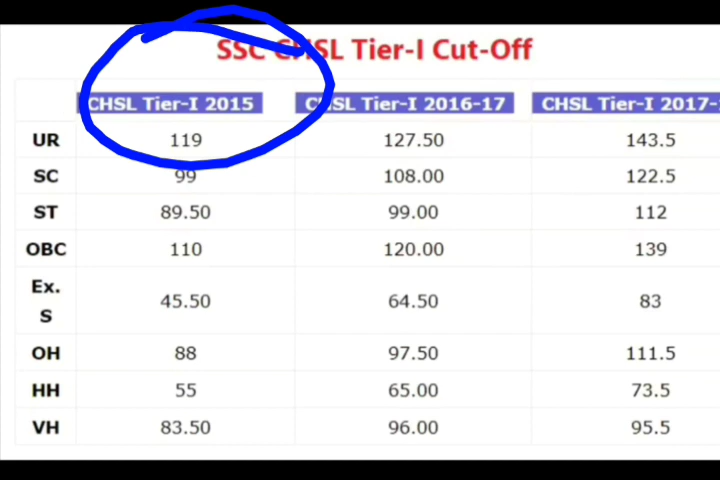 SSC CHSL Tier-I Cut-Off
CHSL Tier-I 2015 CHSL Tier-I 2016-17 CHSL Tier-I 2017-
UR 119 127.50 143.5
SC 99 108.00 122.5
ST 89.50 99.00 112
OBC 110 120.00 139
Ex. S 45.50 64.50 83
OH 88 97.50 111.5
HH 55 65.00 73.5
VH 83.50 96.00 95.5